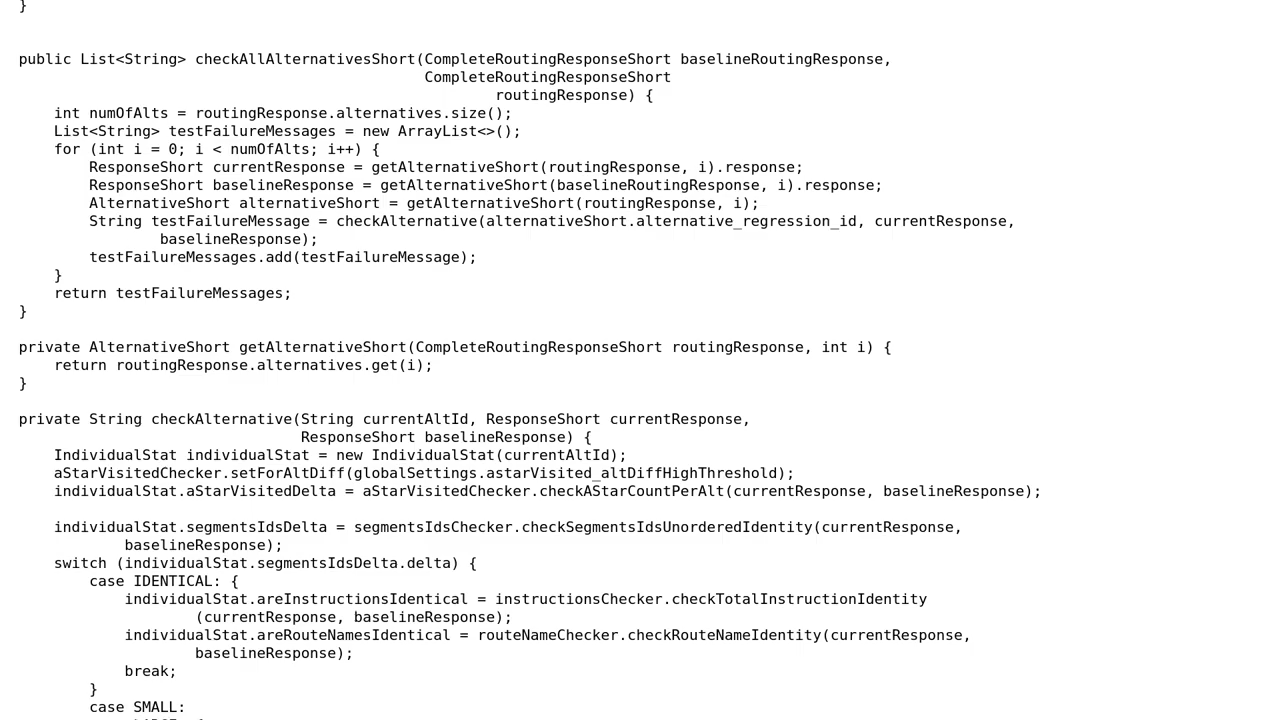 }
public List<String> checkAllAlternativesShort(CompleteRoutingResponseShort baselineRoutingResponse,
CompleteRoutingResponseShort
routingResponse) {
int numOfAlts = routingResponse.alternatives.size();
List<String> testFailureMessages = new ArrayList<>();
for (int i = 0; i < numOfAlts; i++) {
ResponseShort currentResponse = getAlternativeShort(routingResponse, i).response;
ResponseShort baselineResponse = getAlternativeShort(baselineRoutingResponse, i).response;
AlternativeShort alternativeShort = getAlternativeShort(routingResponse, i);
String testFailureMessage = checkAlternative(alternativeShort.alternative_regression_id, currentResponse,
baselineResponse);
testFailureMessages.add(testFailureMessage);
}
return testFailureMessages;
}
private AlternativeShort getAlternativeShort(CompleteRoutingResponseShort routingResponse, int i) {
return routingResponse.alternatives.get(i);
}
private String checkAlternative(String currentAltId, ResponseShort currentResponse,
ResponseShort baselineResponse) {
IndividualStat individualStat = new IndividualStat(currentAltId);
aStarVisitedChecker.setForAltDiff(globalSettings.astarVisited_altDiffHighThreshold);
individualStat.aStarVisitedDelta = aStarVisitedChecker.checkAStarCountPerAlt(currentResponse, baselineResponse);
individualStat.segmentsIdsDelta = segmentsIdsChecker.checkSegmentsIdsUnorderedIdentity(currentResponse,
baselineResponse);
switch (individualStat.segmentsIdsDelta.delta) {
case IDENTICAL: {
individualStat.areInstructionsIdentical = instructionsChecker.checkTotalInstructionIdentity
(currentResponse, baselineResponse);
individualStat.areRouteNamesIdentical = routeNameChecker.checkRouteNameIdentity(currentResponse,
baselineResponse);
break;
}
case SMALL: